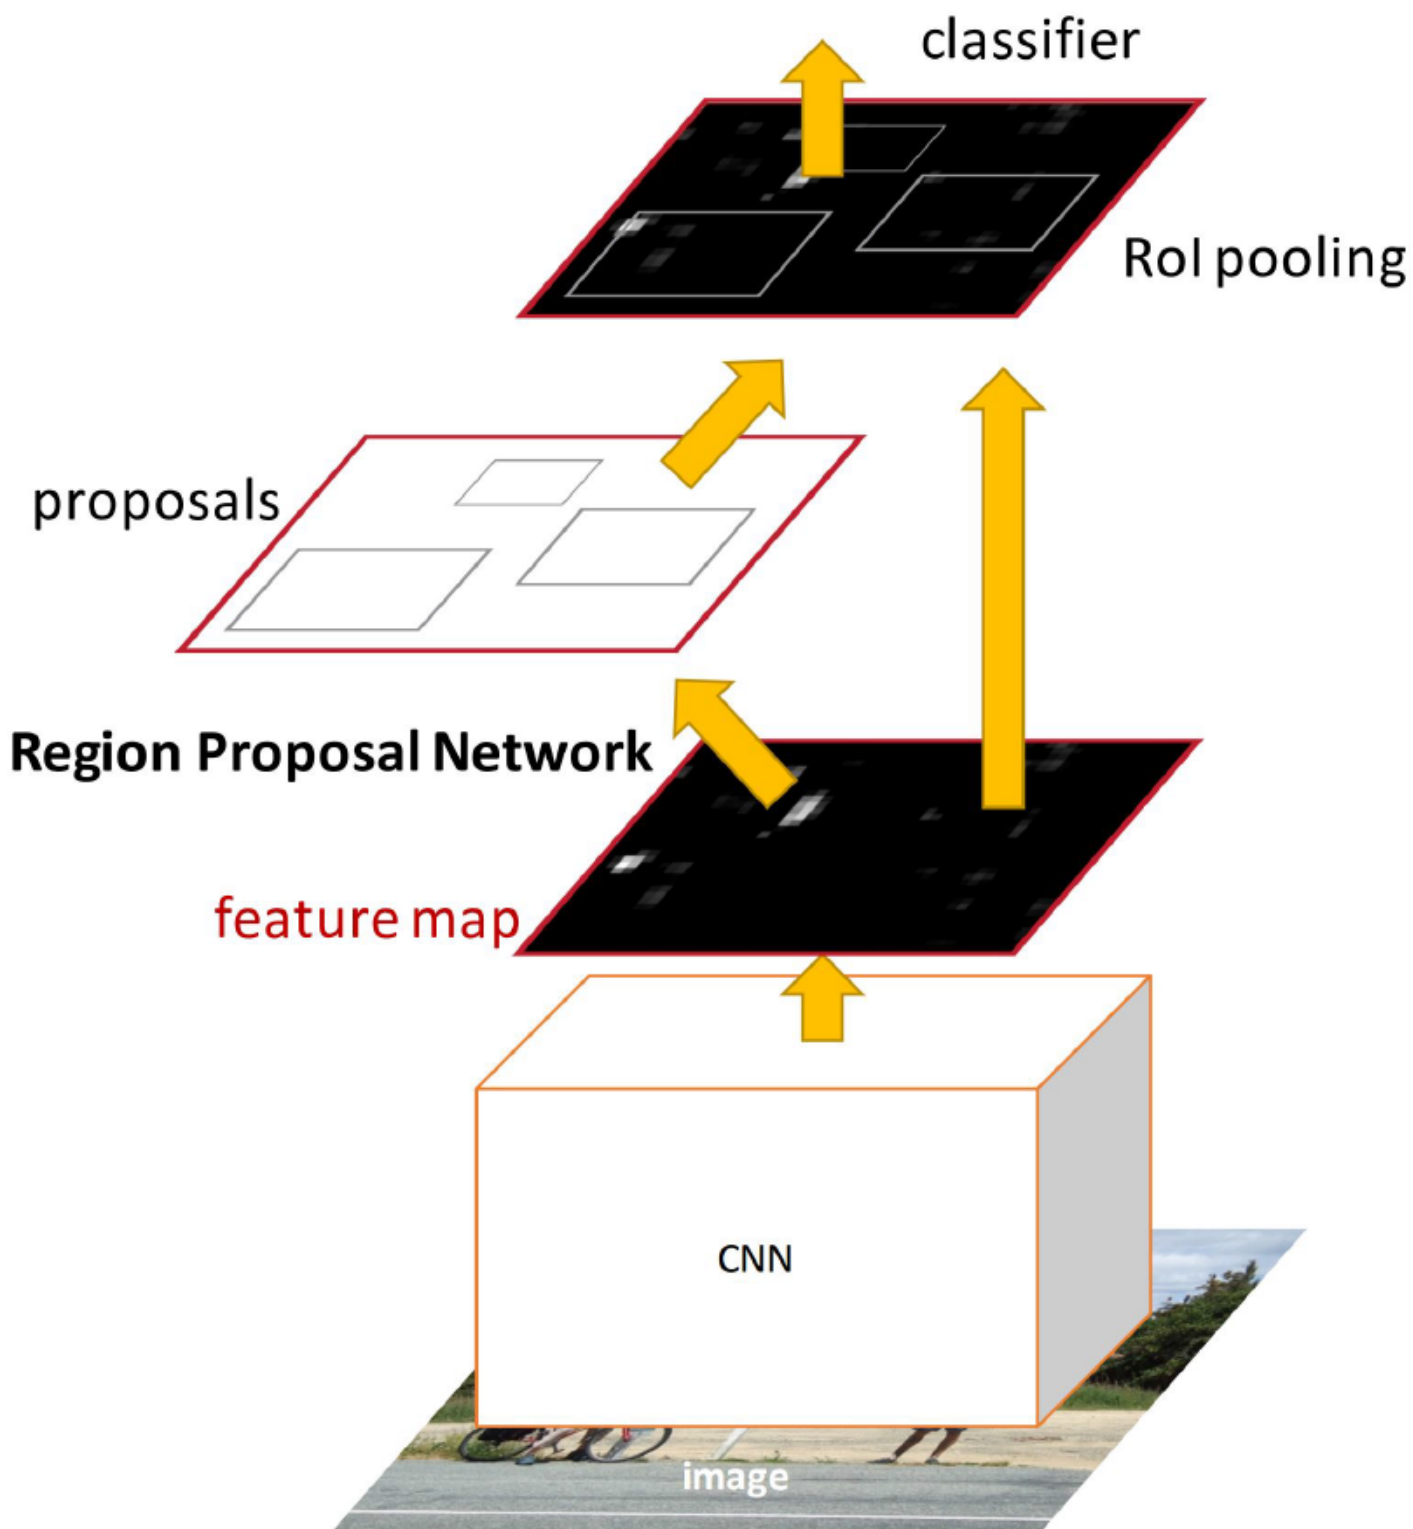 classifier
RoI pooling
proposals
Region Proposal Network
feature map
CNN
image